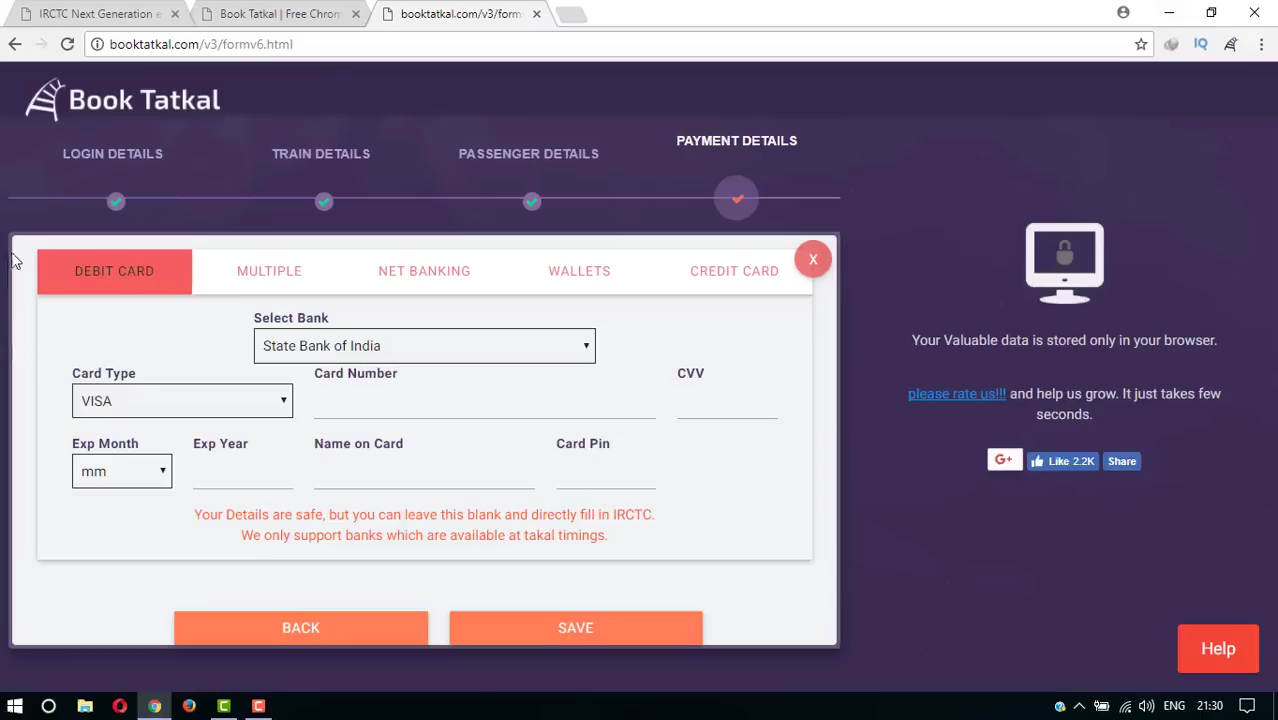 IRCTC Next Generation e
Book Tatkal | Free Chrom
booktatkal.com/v3/form
booktatkal.com/v3/formv6.html
IQ
Book Tatkal
LOGIN DETAILS
TRAIN DETAILS
PASSENGER DETAILS
PAYMENT DETAILS
DEBIT CARD
MULTIPLE
NET BANKING
WALLETS
CREDIT CARD
X
Select Bank
State Bank of India
Card Type
Card Number
CVV
VISA
Exp Month
Exp Year
Name on Card
Card Pin
mm
Your Details are safe, but you can leave this blank and directly fill in IRCTC.
We only support banks which are available at takal timings.
BACK
SAVE
Your Valuable data is stored only in your browser.
please rate us!!! and help us grow. It just takes few
seconds.
G+
Like 2.2K
Share
Help
ENG
21:30